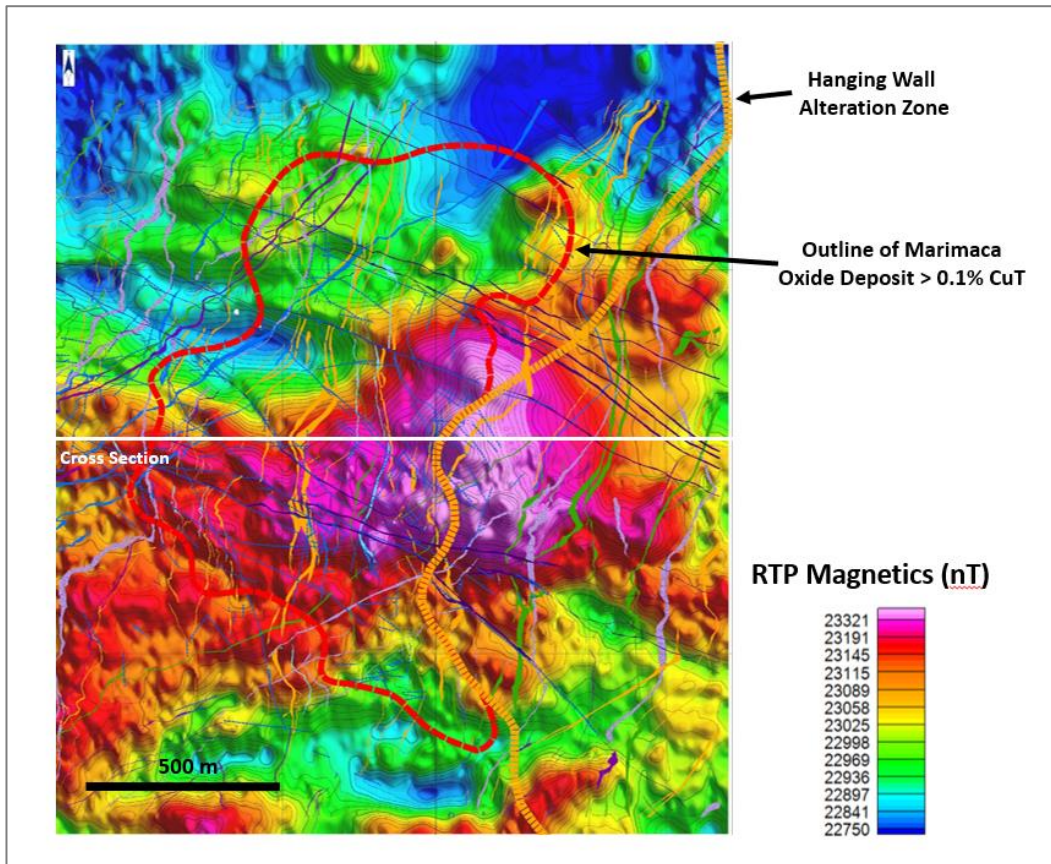 Hanging Wall
Alteration Zone
Outline of Marimaca
Oxide Deposit > 0.1% CuT
Cross Section
500 m
RTP Magnetics (nT)
23321
23191
23145
23115
23089
23058
23025
22998
22969
22936
22897
22841
22750